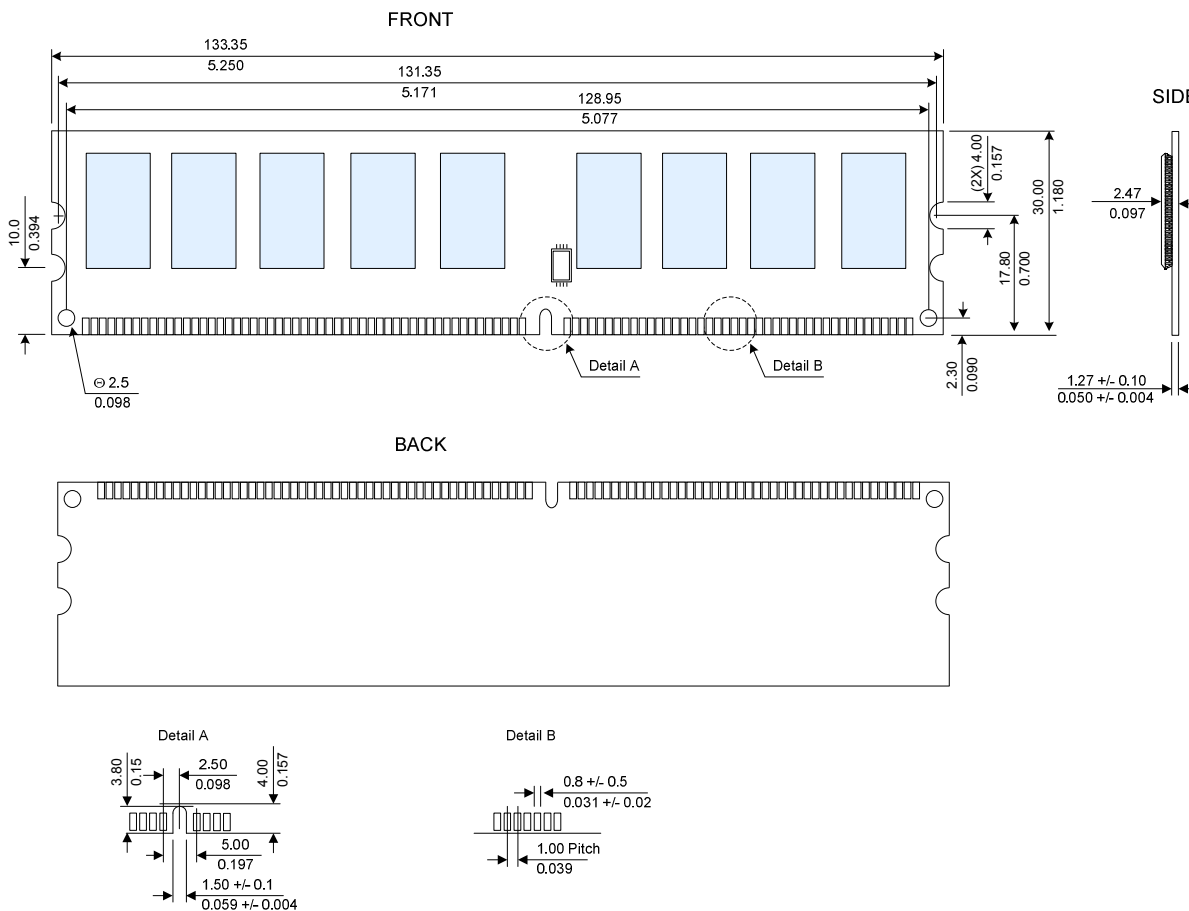 FRONT
133.35
5.250
131.35
5.171
128.95
5.077
SIDE
(2X) 4.00
0.157
30.00
1.180
2.47
0.097
10.0
0.394
17.80
0.700
Detail A
Detail B
2.30
0.090
1.27 +/- 0.10
0.050 +/- 0.004
⊖ 2.5
0.098
BACK
Detail A
3.80
0.15
2.50
0.098
4.00
0.157
5.00
0.197
1.50 +/- 0.1
0.059 +/- 0.004
Detail B
0.8 +/- 0.5
0.031 +/- 0.02
1.00 Pitch
0.039